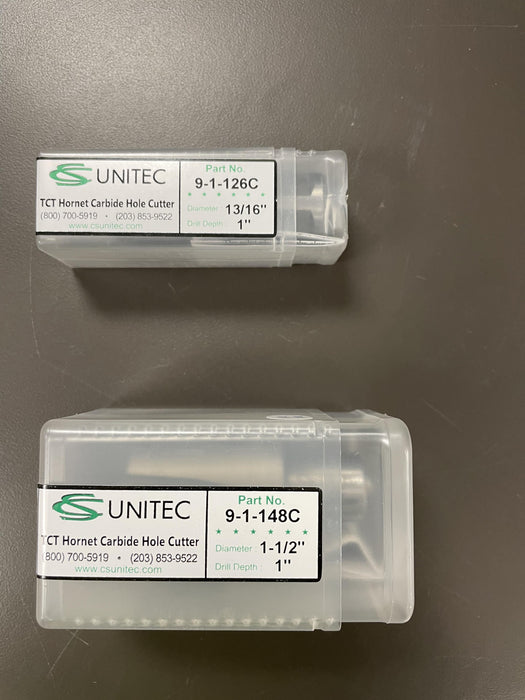 CS UNITEC
TCT Hornet Carbide Hole Cutter
(800) 700-5919 • (203) 853-9522
www.csunitec.com
Part No.
9-1-126C
★ ★ ★ ★ ★ ★
Diameter : 13/16"
Drill Depth : 1"
CS UNITEC
TCT Hornet Carbide Hole Cutter
(800) 700-5919 • (203) 853-9522
www.csunitec.com
Part No.
9-1-148C
★ ★ ★ ★ ★ ★
Diameter : 1-1/2"
Drill Depth : 1"